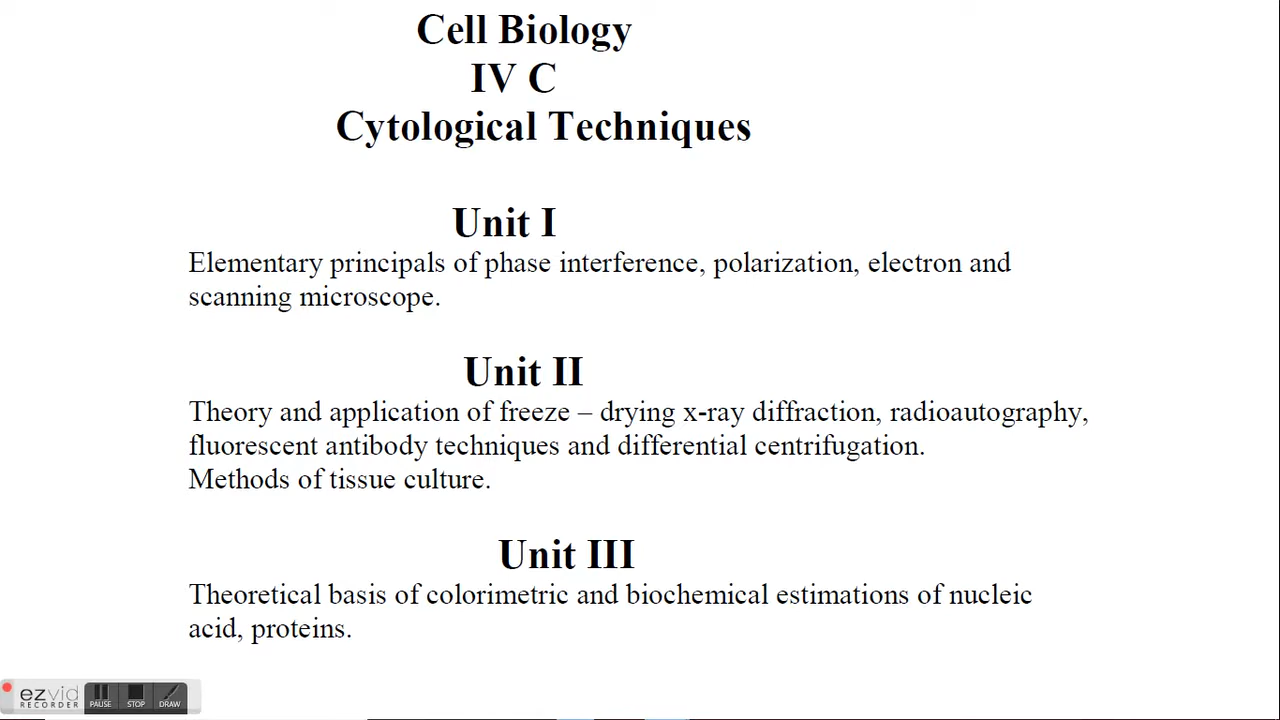 Cell Biology
IV C
Cytological Techniques
Unit I
Elementary principals of phase interference, polarization, electron and
scanning microscope.
Unit II
Theory and application of freeze – drying x-ray diffraction, radioautography,
fluorescent antibody techniques and differential centrifugation.
Methods of tissue culture.
Unit III
Theoretical basis of colorimetric and biochemical estimations of nucleic
acid, proteins.
ezvid
RECORDER
PAUSE STOP DRAW